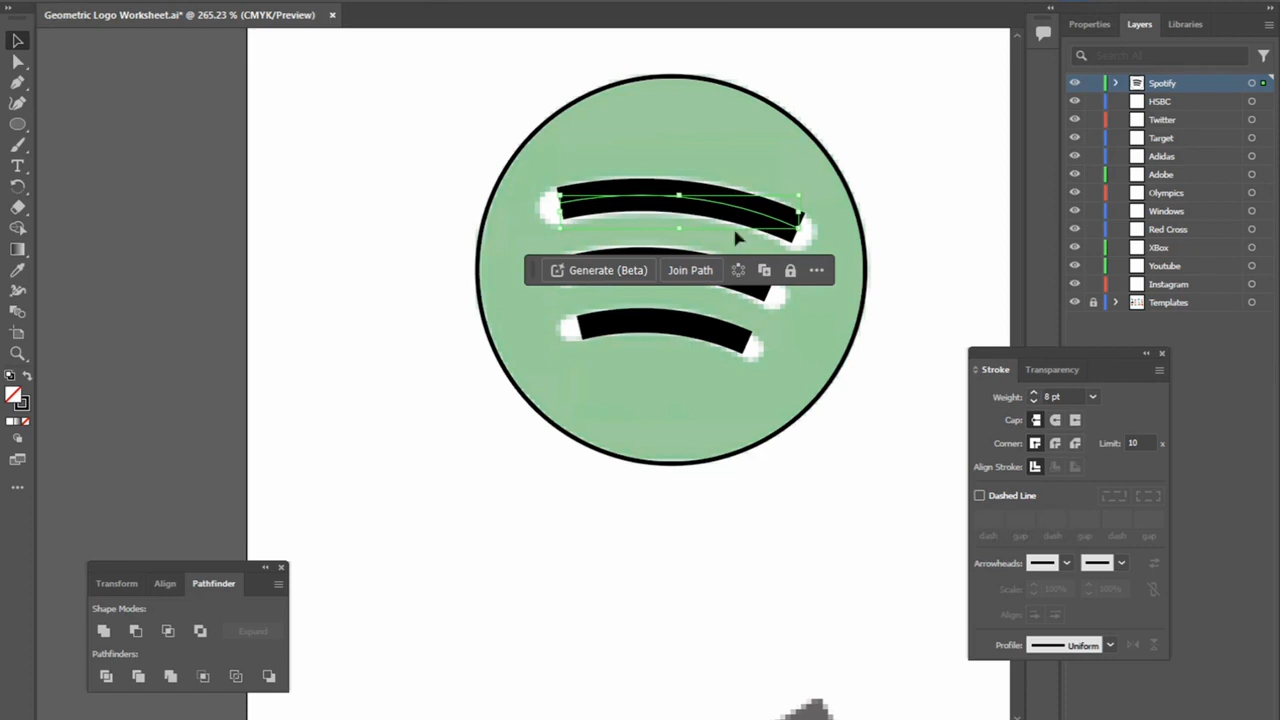 Geometric Logo Worksheet.ai* @ 265.23 % (CMYK/Preview)
Properties
Layers
Libraries
Search All
Spotify
HSBC
Twitter
Target
Adidas
Adobe
Olympics
Windows
Red Cross
XBox
Youtube
Instagram
Templates
Generate (Beta)
Join Path
Stroke
Transparency
Weight:
8 pt
Cap:
Corner:
Limit:
10
x
Align Stroke:
Dashed Line
dash
gap
dash
gap
dash
gap
Arrowheads:
Scale:
100%
100%
Align:
Profile:
Uniform
Transform
Align
Pathfinder
Shape Modes:
Expand
Pathfinders: